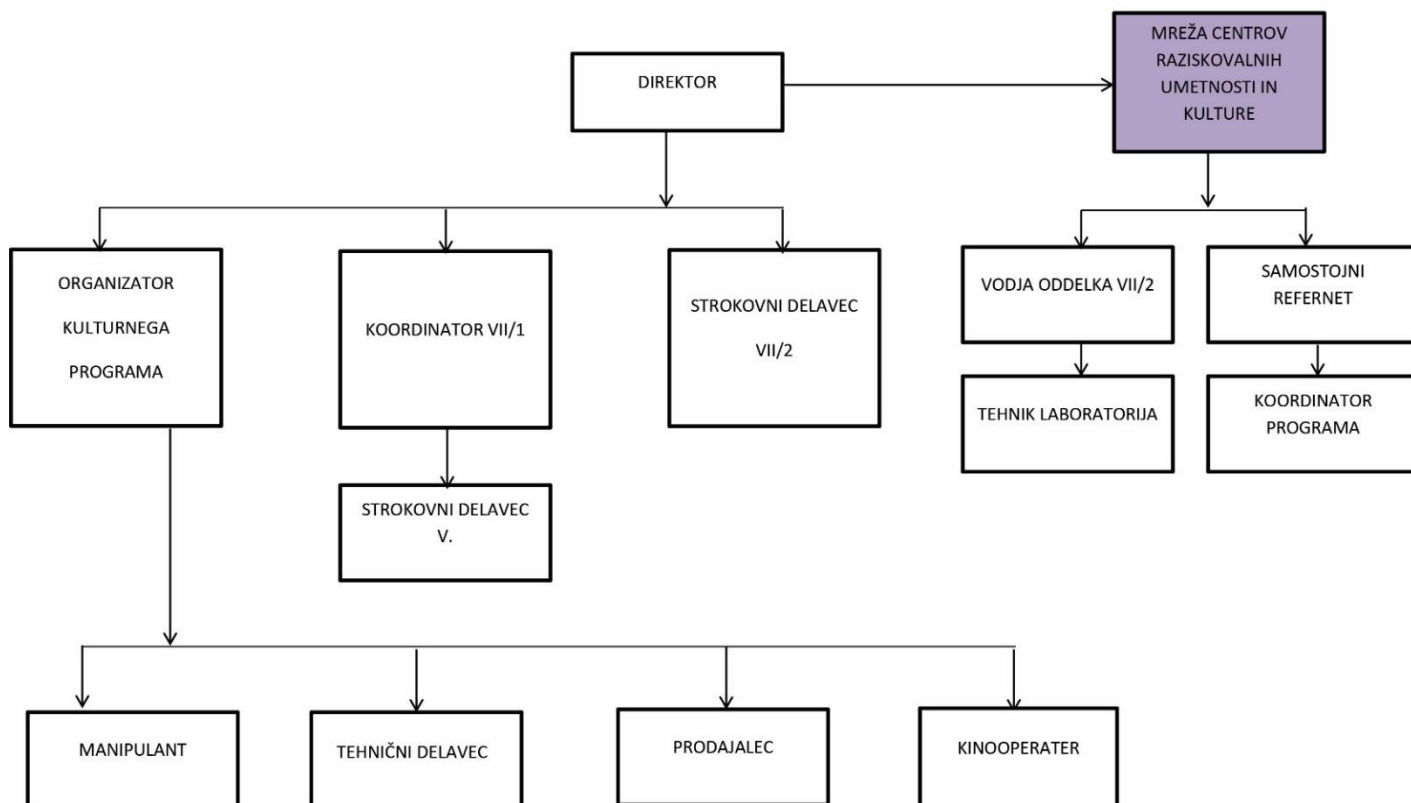 MREŽA CENTROV
RAZISKOVALNIH
UMETNOSTI IN
KULTURE
DIREKTOR
ORGANIZATOR
KULTURNEGA
PROGRAMA
KOORDINATOR VII/1
STROKOVNI DELAVEC
VII/2
VODJA ODDELKA VII/2
SAMOSTOJNI
REFERNET
TEHNIK LABORATORIJA
KOORDINATOR
PROGRAMA
STROKOVNI DELAVEC
V.
MANIPULANT
TEHNIČNI DELAVEC
PRODAJALEC
KINOOPERATER